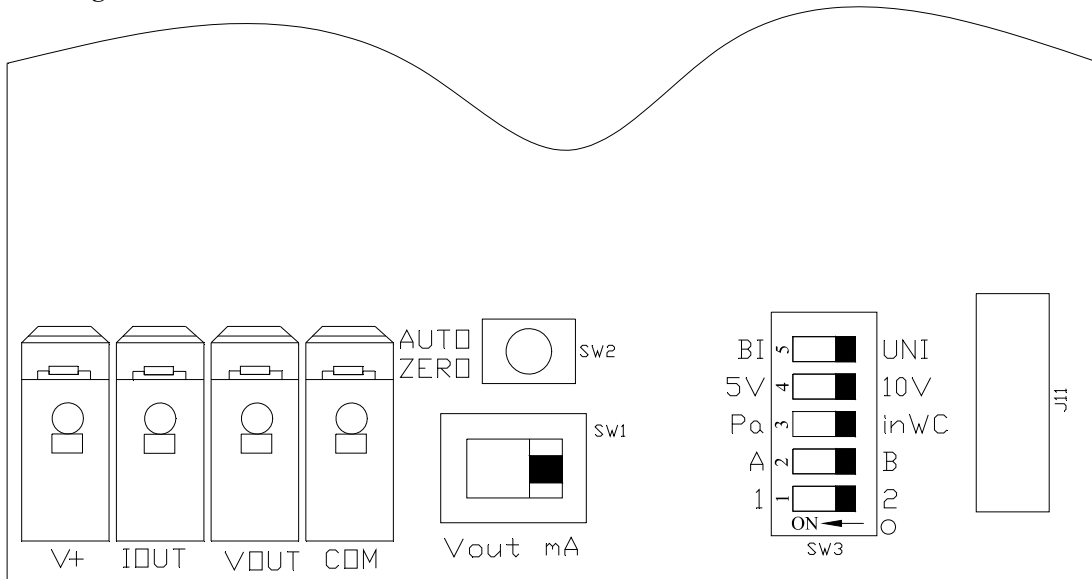 AUTO
ZERO
SW2
SW1
Vout mA
V+ IOUT VOUT COM
BI 5 UNI
5V 4 10V
Pa 3 inWC
A 2 B
1 1 2
ON
O
SW3
J11